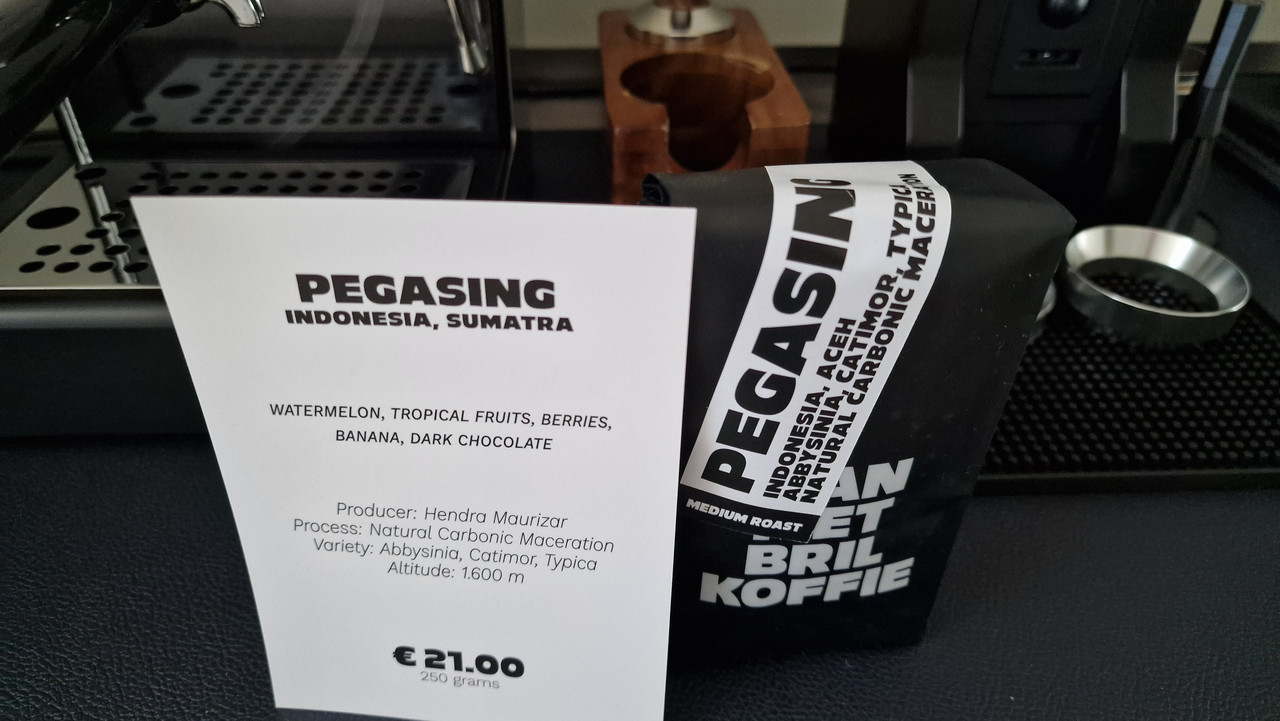 PEGASING
INDONESIA, SUMATRA
WATERMELON, TROPICAL FRUITS, BERRIES,
BANANA, DARK CHOCOLATE
Producer: Hendra Maurizar
Process: Natural Carbonic Maceration
Variety: Abbysinia, Catimor, Typica
Altitude: 1.600 m
€ 21.00
250 grams
PEGASING
INDONESIA, ACEH
ABBYSINIA, CATIMOR, TYPICA
NATURAL CARBONIC MACERATION
MEDIUM ROAST
AN
ET
BRIL
KOFFIE